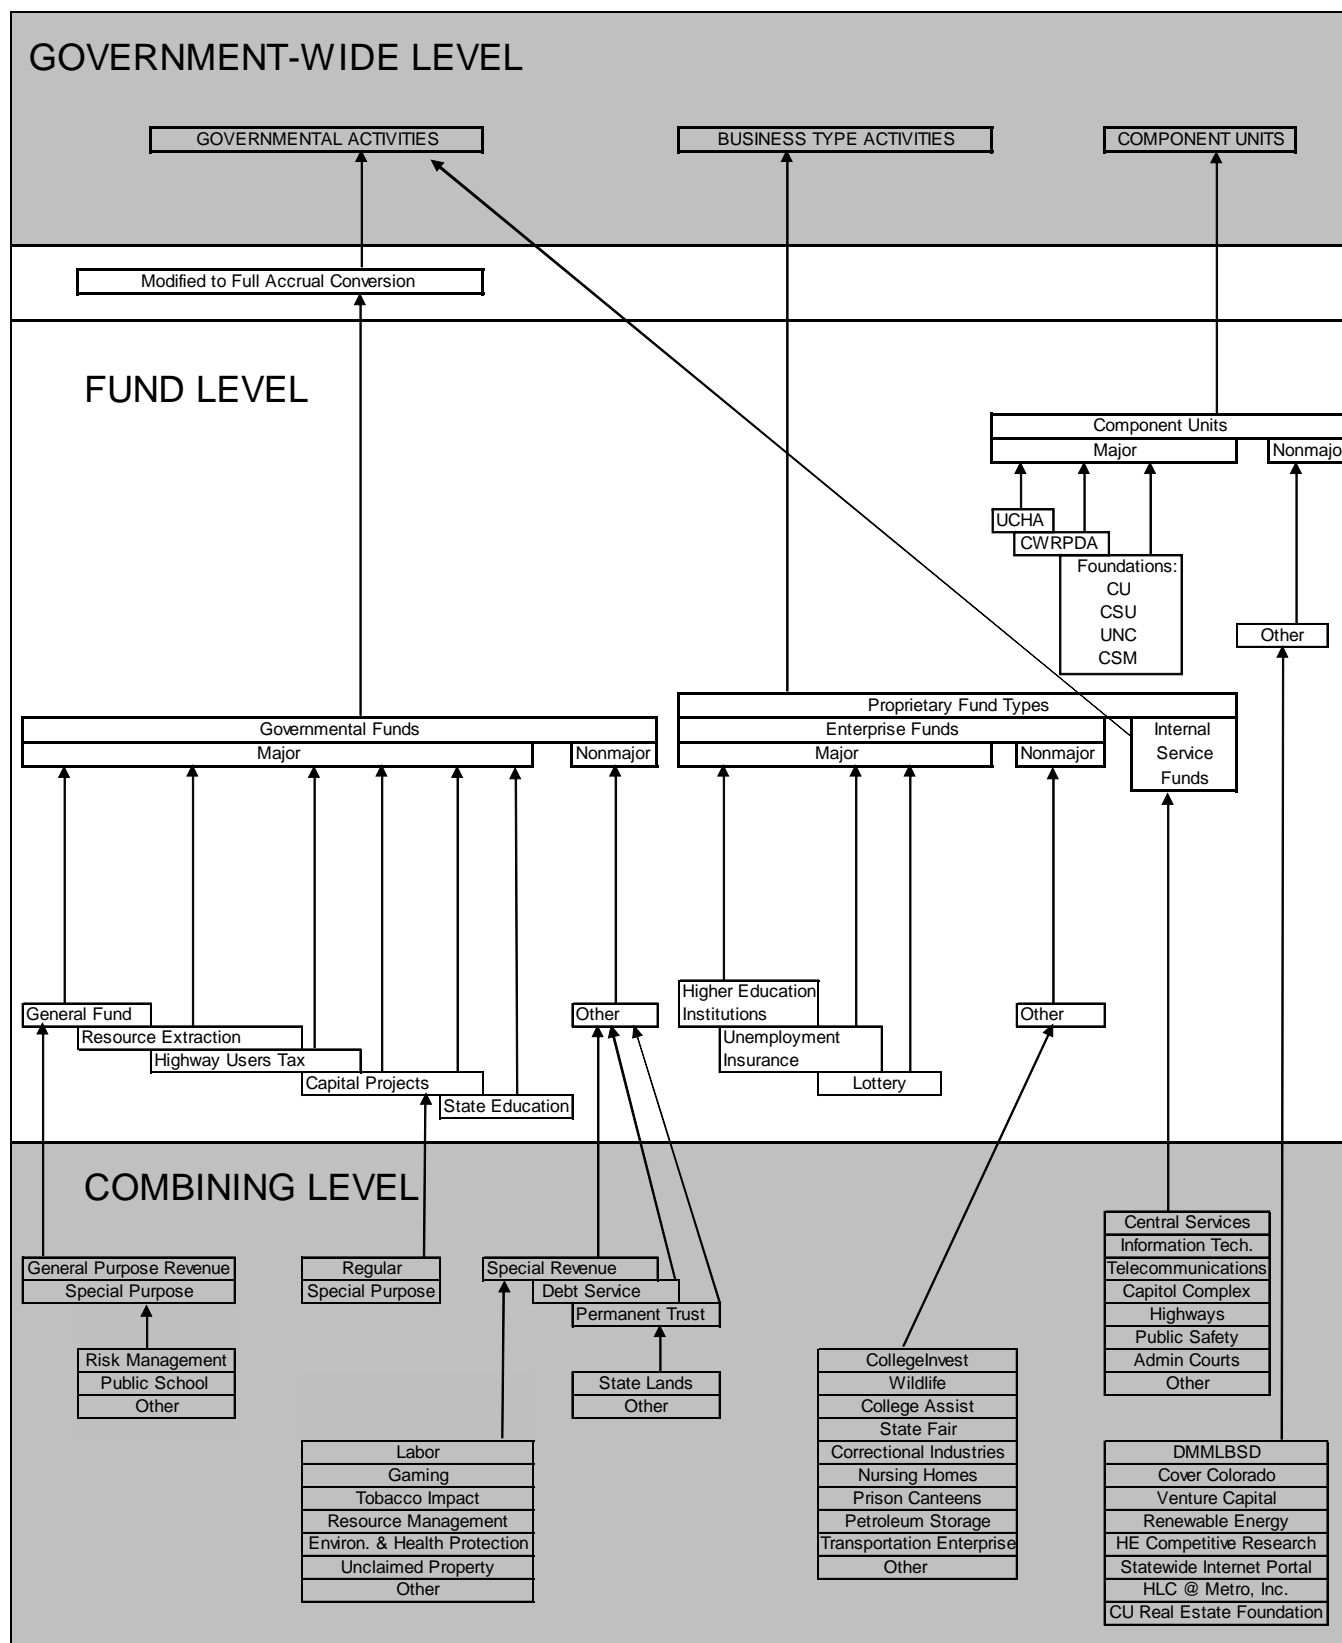 GOVERNMENT-WIDE LEVEL
GOVERNMENTAL ACTIVITIES
BUSINESS TYPE ACTIVITIES
COMPONENT UNITS
Modified to Full Accrual Conversion
FUND LEVEL
Component Units
Major
Nonmajo
UCHA
CWRPDA
Foundations:
CU
CSU
UNC
CSM
Other
Governmental Funds
Major
Nonmajor
Proprietary Fund Types
Enterprise Funds
Major
Nonmajor
Internal
Service
Funds
General Fund
Resource Extraction
Highway Users Tax
Capital Projects
State Education
Other
Higher Education
Institutions
Unemployment
Insurance
Lottery
Other
COMBINING LEVEL
General Purpose Revenue
Special Purpose
Risk Management
Public School
Other
Regular
Special Purpose
Special Revenue
Debt Service
Permanent Trust
State Lands
Other
Labor
Gaming
Tobacco Impact
Resource Management
Environ. & Health Protection
Unclaimed Property
Other
CollegeInvest
Wildlife
College Assist
State Fair
Correctional Industries
Nursing Homes
Prison Canteens
Petroleum Storage
Transportation Enterprise
Other
Central Services
Information Tech.
Telecommunications
Capitol Complex
Highways
Public Safety
Admin Courts
Other
DMMLBSD
Cover Colorado
Venture Capital
Renewable Energy
HE Competitive Research
Statewide Internet Portal
HLC @ Metro, Inc.
CU Real Estate Foundation